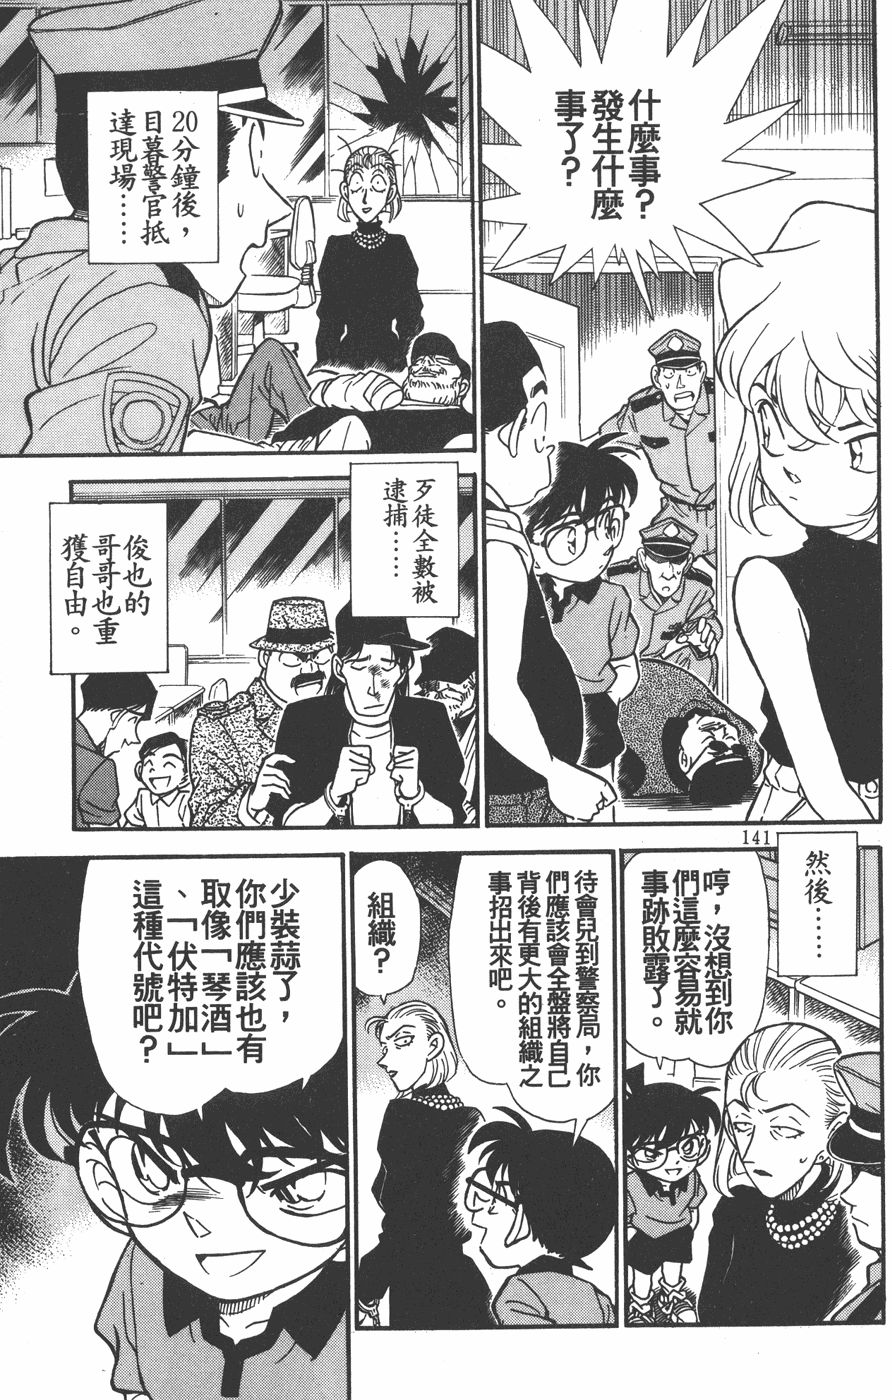 什麼事？
發生什麼
事了？
20分鐘後，
目暮警官抵
達現場……
歹徒全數被
逮捕……
俊也的
哥哥也重
獲自由。
141
然後……
哼，沒想到你
們這麼容易就
事跡敗露了。
待會兒到警察局，你
們應該會全盤將自己
背後有更大的組織之
事招出來吧。
組織？
少裝蒜了，
你們應該也有
取像「琴酒」
、「伏特加」
這種代號吧？